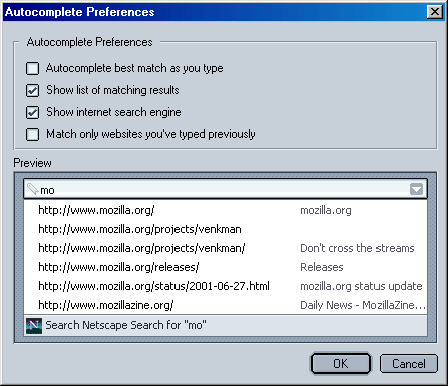 Autocomplete Preferences
Autocomplete Preferences
Autocomplete best match as you type
Show list of matching results
Show internet search engine
Match only websites you've typed previously
Preview
mo
http://www.mozilla.org/ mozilla.org
http://www.mozilla.org/projects/venkman
http://www.mozilla.org/projects/venkman/ Don't cross the streams
http://www.mozilla.org/releases/ Releases
http://www.mozilla.org/status/2001-06-27.html mozilla.org status update
http://www.mozillazine.org/ Daily News - MozillaZine...
N Search Netscape Search for "mo"
OK Cancel